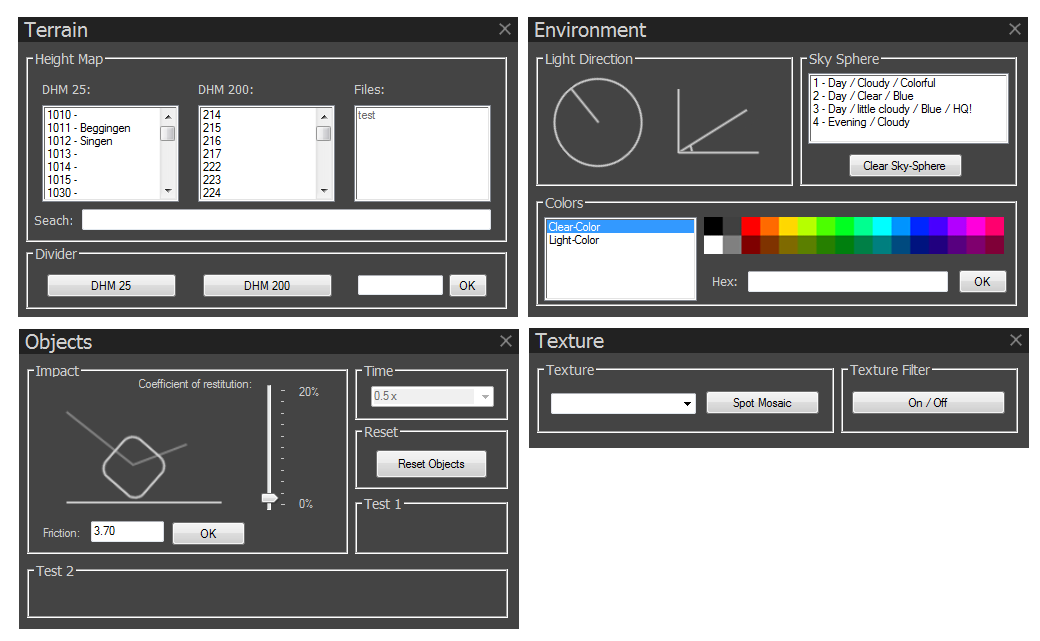 Terrain
Height Map
DHM 25:
DHM 200:
Files:
1010 -
1011 - Beggingen
1012 - Singen
1013 -
1014 -
1015 -
1030 -
214
215
216
217
222
223
224
test
Seach:
Divider
DHM 25
DHM 200
OK
Environment
Light Direction
Sky Sphere
1 - Day / Cloudy / Colorful
2 - Day / Clear / Blue
3 - Day / little cloudy / Blue / HQ!
4 - Evening / Cloudy
Clear Sky-Sphere
Colors
Clear-Color
Light-Color
Hex:
OK
Objects
Impact
Coefficient of restitution:
20%
0%
Friction:
3.70
OK
Time
0.5 x
Reset
Reset Objects
Test 1
Test 2
Texture
Texture
Spot Mosaic
Texture Filter
On / Off